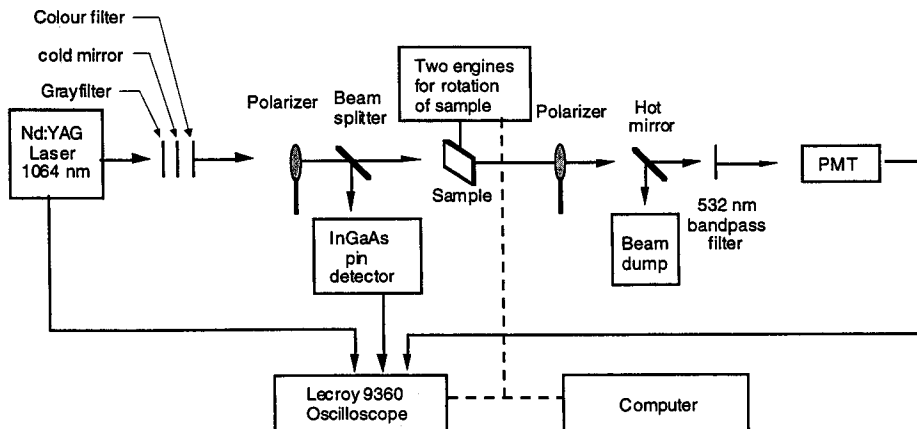 Colour filter
cold mirror
Grayfilter
Nd:YAG
Laser
1064 nm
Polarizer
Beam
splitter
Two engines
for rotation
of sample
Polarizer
Hot
mirror
Sample
PMT
InGaAs
pin
detector
Beam
dump
532 nm
bandpass
filter
Lecroy 9360
Oscilloscope
Computer